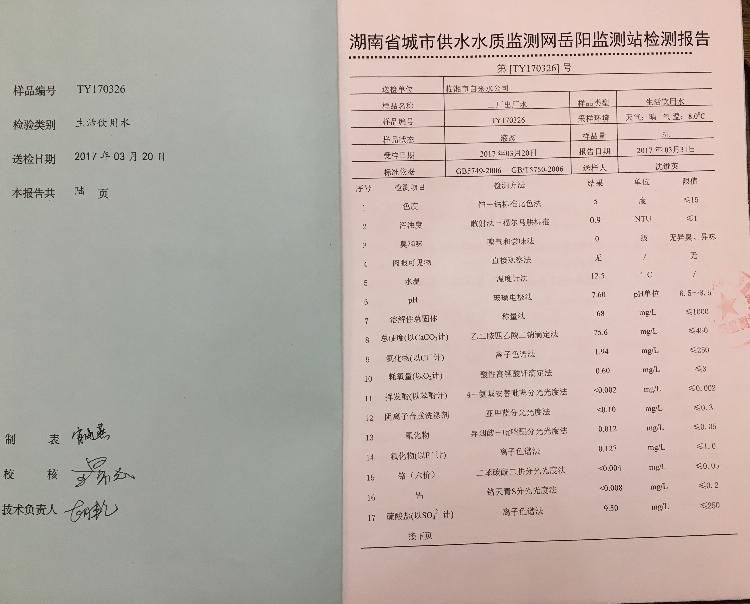 样品编号 TY170326
检验类别 生活饮用水
送检日期 2017 年 03 月 20 日
本报告共 陆 页
制 表
校 核
技术负责人
湖南省城市供水水质监测网岳阳监测站检测报告
第 [TY170326] 号
送检单位 临湘市自来水公司
样品名称 二厂出厂水 样品类型 生活饮用水
样品编号 TY170326 采样环境 天气：晴 气温：8.0℃
样品状态 液态 样品量 5L
受样日期 2017年03月20日 报告日期 2017年03月31日
标准依据 GB5749-2006 GB/T5750-2006 送样人
序号 检测项目 检测方法 结果 单位 限值
1 色度 铂－钴标准比色法 5 度 ≤15
2 浑浊度 散射法－福尔马肼标准 0.9 NTU ≤1
3 臭和味 嗅气和尝味法 0 级 无异臭、异味
4 肉眼可见物 直接观察法 无 / 无
5 水温 温度计法 12.5 ℃ /
6 pH 玻璃电极法 7.60 pH单位 6.5~8.5
7 溶解性总固体 称量法 68 mg/L ≤1000
8 总硬度(以CaCO3计) 乙二胺四乙酸二钠滴定法 75.6 mg/L ≤450
9 氯化物(以Cl⁻计) 离子色谱法 1.94 mg/L ≤250
10 耗氧量(以O2计) 酸性高锰酸钾滴定法 0.60 mg/L ≤3
11 挥发酚(以苯酚计) 4－氨基安替吡啉分光光度法 <0.002 mg/L ≤0.002
12 阴离子合成洗涤剂 亚甲蓝分光光度法 <0.10 mg/L ≤0.3
13 氰化物 异烟酸－吡唑酮分光光度法 0.012 mg/L ≤0.05
14 氟化物(以F⁻计) 离子色谱法 0.127 mg/L ≤1.0
15 铬（六价） 二苯碳酰二肼分光光度法 <0.004 mg/L ≤0.05
16 铝 铬天青S分光光度法 <0.008 mg/L ≤0.2
17 硫酸盐(以SO4²⁻计) 离子色谱法 9.50 mg/L ≤250
接下页